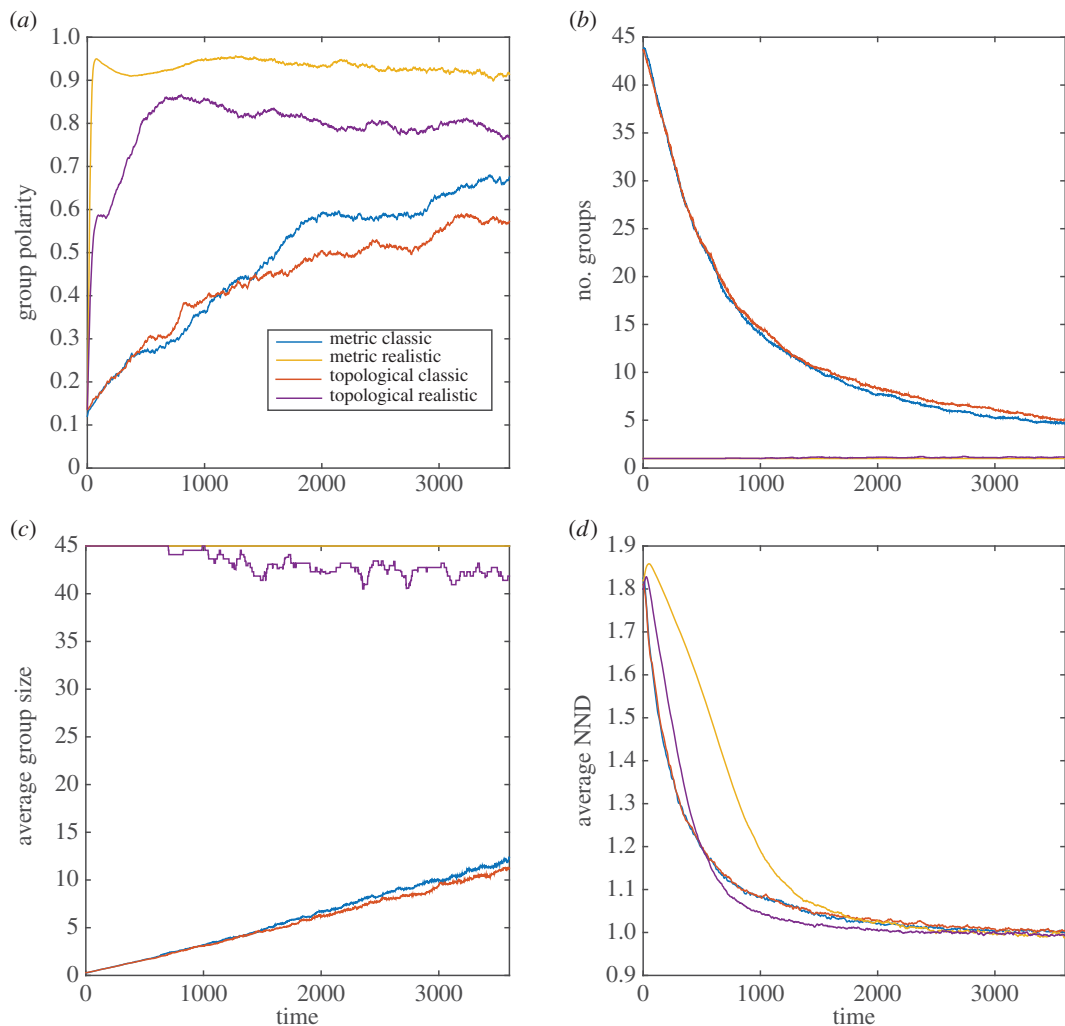 (a)
group polarity
1.0
0.9
0.8
0.7
0.6
0.5
0.4
0.3
0.2
0.1
0
0 1000 2000 3000
metric classic
metric realistic
topological classic
topological realistic
(b)
no. groups
45
40
35
30
25
20
15
10
5
0
0 1000 2000 3000
(c)
average group size
45
40
35
30
25
20
15
10
5
0
0 1000 2000 3000
time
(d)
average NND
1.9
1.8
1.7
1.6
1.5
1.4
1.3
1.2
1.1
1.0
0.9
0 1000 2000 3000
time